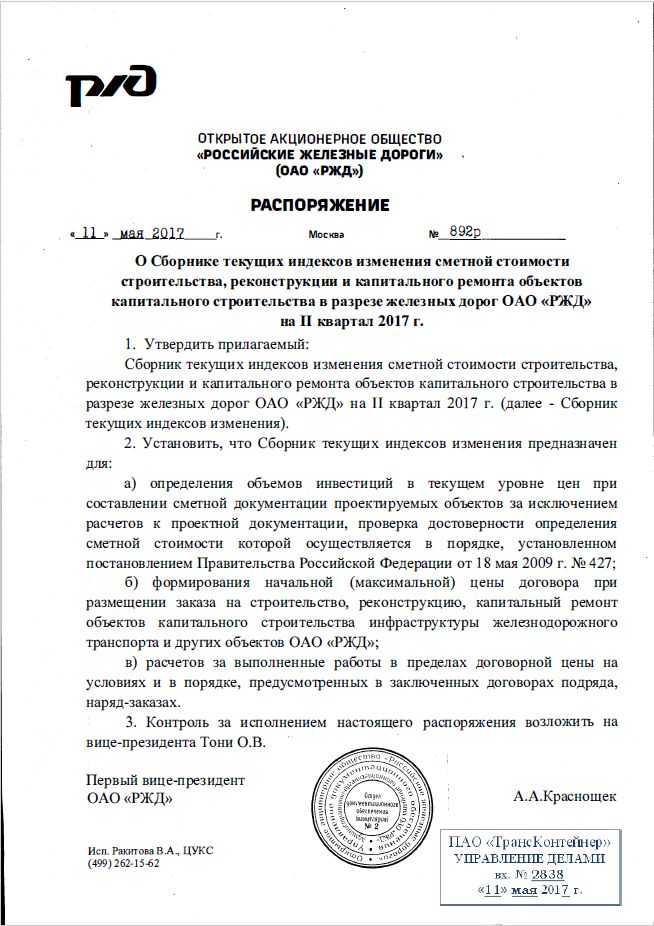 РЖД
ОТКРЫТОЕ АКЦИОНЕРНОЕ ОБЩЕСТВО
«РОССИЙСКИЕ ЖЕЛЕЗНЫЕ ДОРОГИ»
(ОАО «РЖД»)
РАСПОРЯЖЕНИЕ
«11» мая 2017 г. Москва № 892р
О Сборнике текущих индексов изменения сметной стоимости
строительства, реконструкции и капитального ремонта объектов
капитального строительства в разрезе железных дорог ОАО «РЖД»
на II квартал 2017 г.
1. Утвердить прилагаемый:
Сборник текущих индексов изменения сметной стоимости строительства,
реконструкции и капитального ремонта объектов капитального строительства в
разрезе железных дорог ОАО «РЖД» на II квартал 2017 г. (далее - Сборник
текущих индексов изменения).
2. Установить, что Сборник текущих индексов изменения предназначен
для:
а) определения объемов инвестиций в текущем уровне цен при
составлении сметной документации проектируемых объектов за исключением
расчетов к проектной документации, проверка достоверности определения
сметной стоимости которой осуществляется в порядке, установленном
постановлением Правительства Российской Федерации от 18 мая 2009 г. № 427;
б) формирования начальной (максимальной) цены договора при
размещении заказа на строительство, реконструкцию, капитальный ремонт
объектов капитального строительства инфраструктуры железнодорожного
транспорта и других объектов ОАО «РЖД»;
в) расчетов за выполненные работы в пределах договорной цены на
условиях и в порядке, предусмотренных в заключенных договорах подряда,
наряд-заказах.
3. Контроль за исполнением настоящего распоряжения возложить на
вице-президента Тони О.В.
Первый вице-президент
ОАО «РЖД»
А.А.Краснощек
Отдел
документационного
обеспечения
№ 2
Исп. Ракитова В.А., ЦУКС
(499) 262-15-62
ПАО «ТрансКонтейнер»
УПРАВЛЕНИЕ ДЕЛАМИ
вх. № 2838
«11» мая 2017 г.